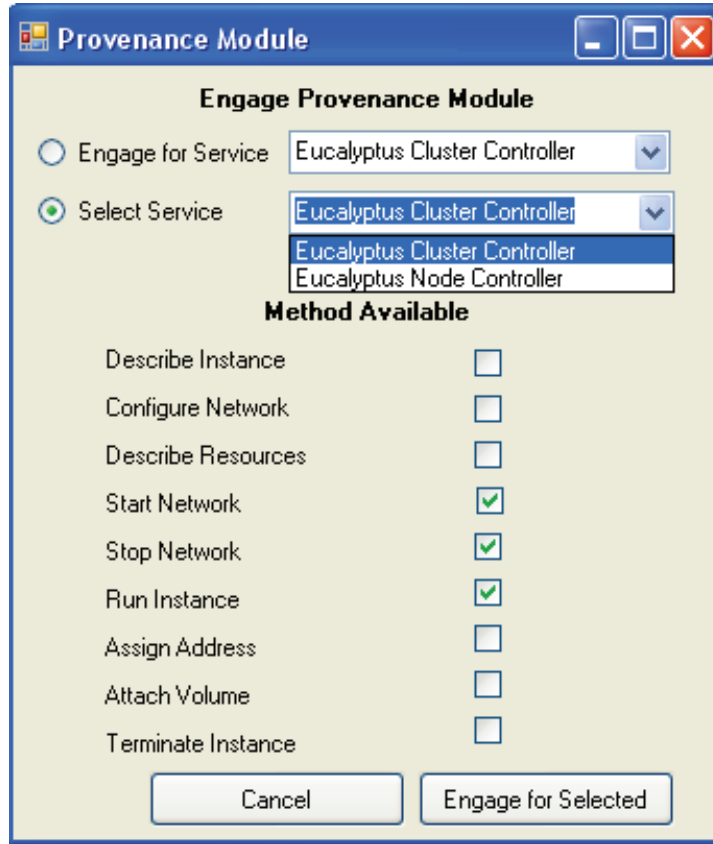 Provenance Module
Engage Provenance Module
Engage for Service Eucalyptus Cluster Controller
Select Service Eucalyptus Cluster Controller
Eucalyptus Cluster Controller
Eucalyptus Node Controller
Method Available
Describe Instance
Configure Network
Describe Resources
Start Network
Stop Network
Run Instance
Assign Address
Attach Volume
Terminate Instance
Cancel Engage for Selected